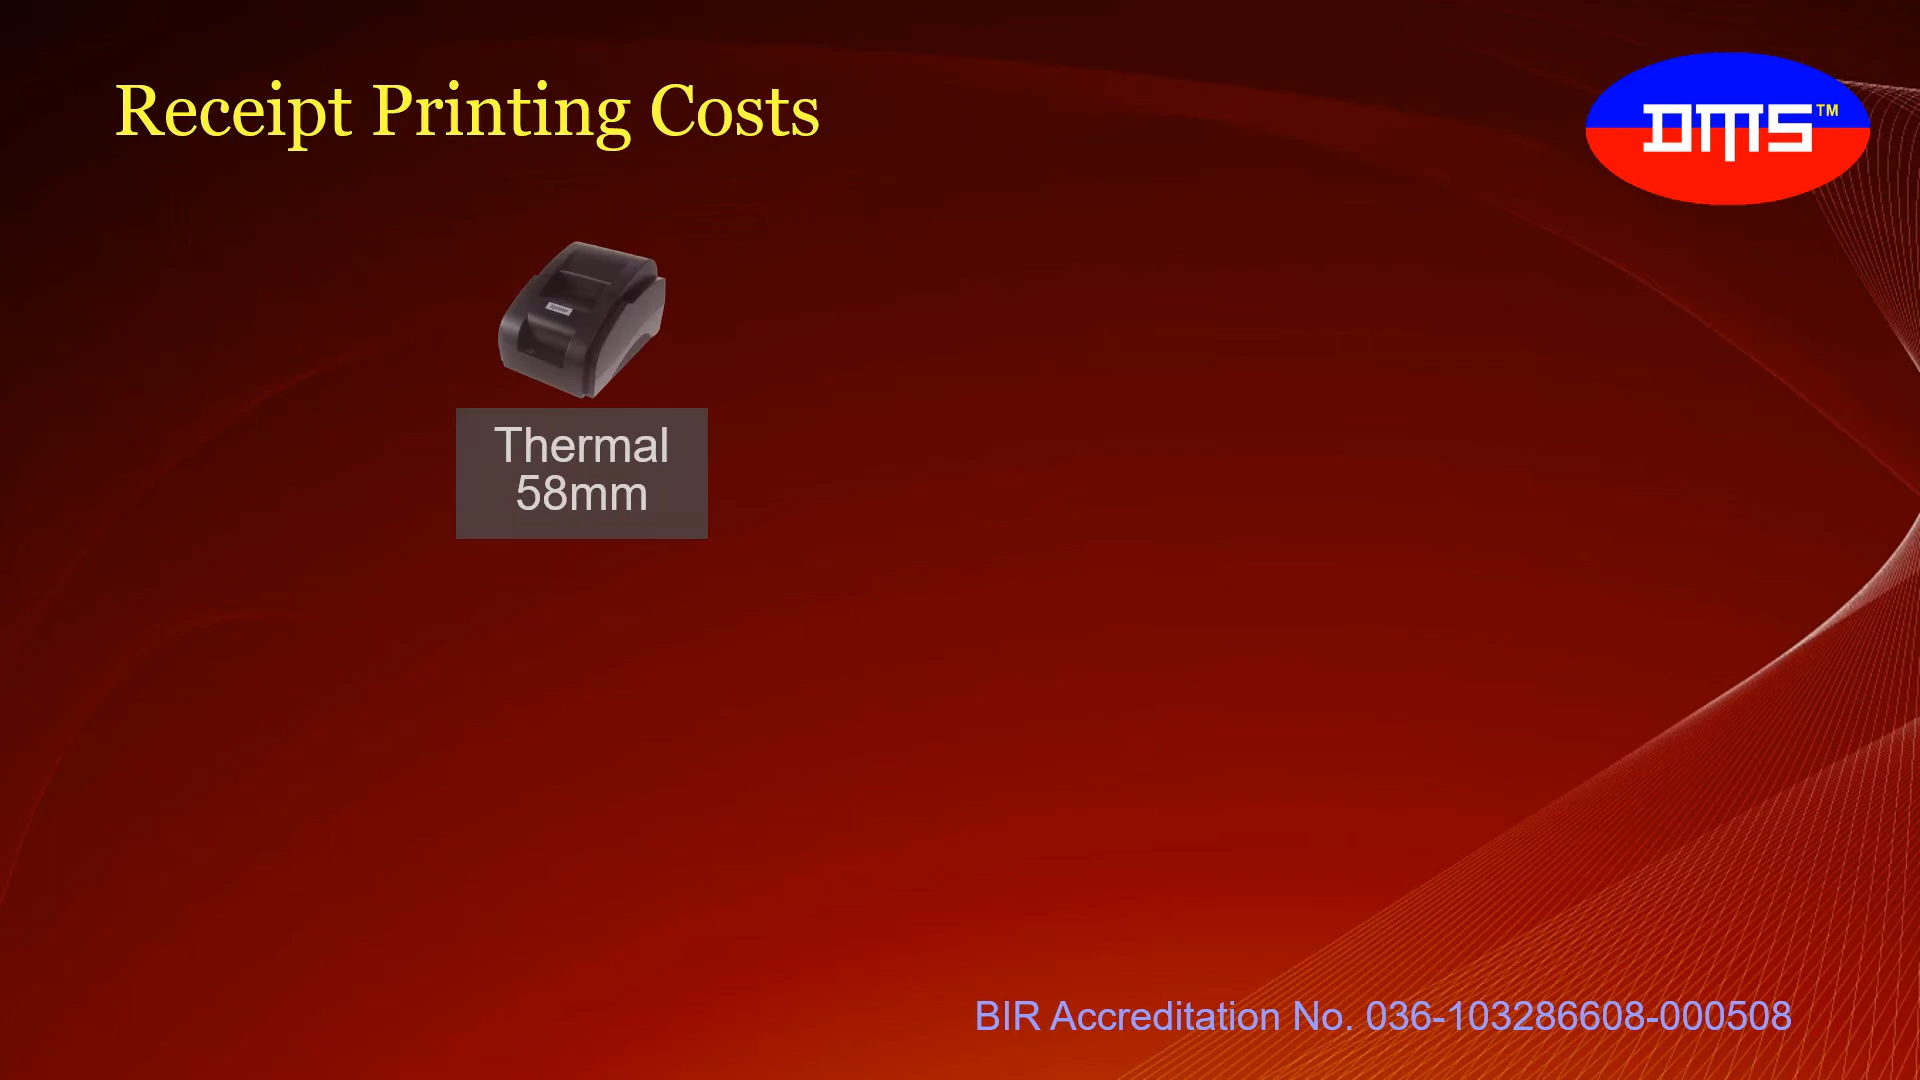 Receipt Printing Costs
DMS™
Thermal
58mm
BIR Accreditation No. 036-103286608-000508